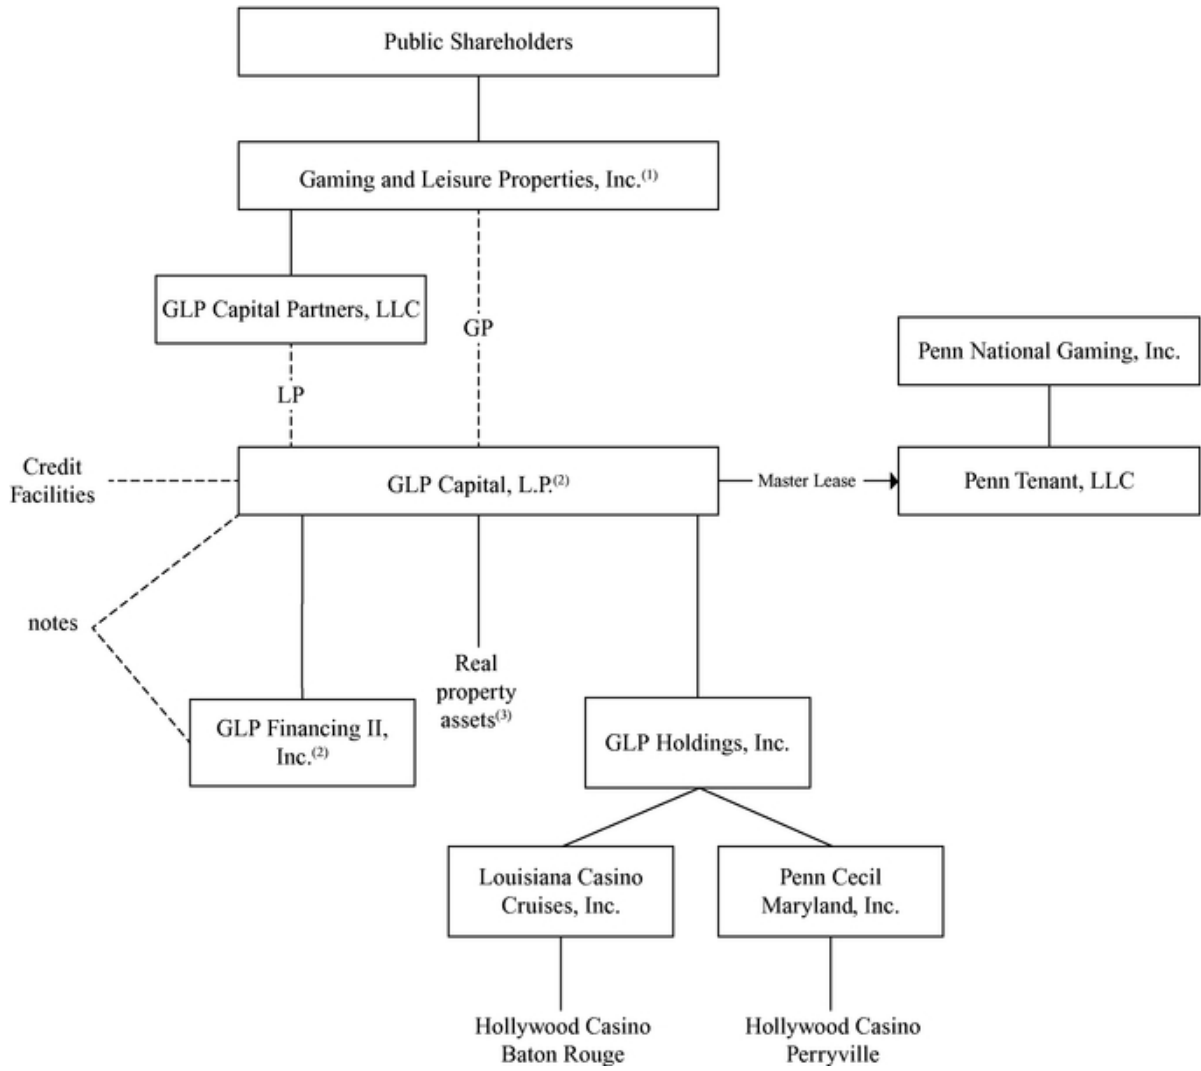 Public Shareholders
Gaming and Leisure Properties, Inc.(1)
GLP Capital Partners, LLC
GP
LP
Penn National Gaming, Inc.
Credit
Facilities
GLP Capital, L.P.(2)
Master Lease
Penn Tenant, LLC
notes
Real
property
assets(3)
GLP Financing II,
Inc.(2)
GLP Holdings, Inc.
Louisiana Casino
Cruises, Inc.
Penn Cecil
Maryland, Inc.
Hollywood Casino
Baton Rouge
Hollywood Casino
Perryville